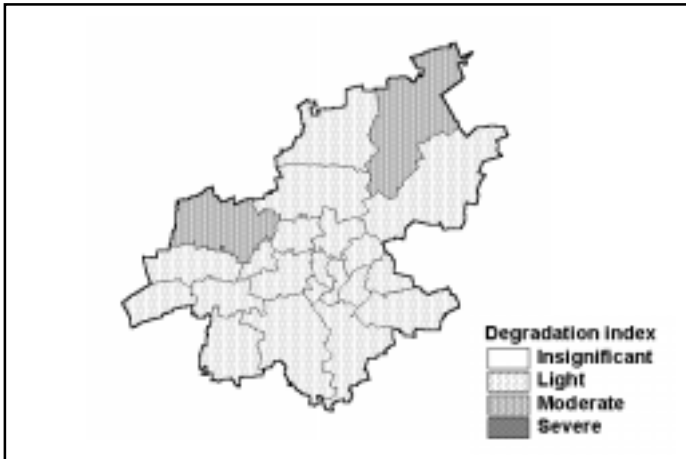 Degradation index
Insignificant
Light
Moderate
Severe